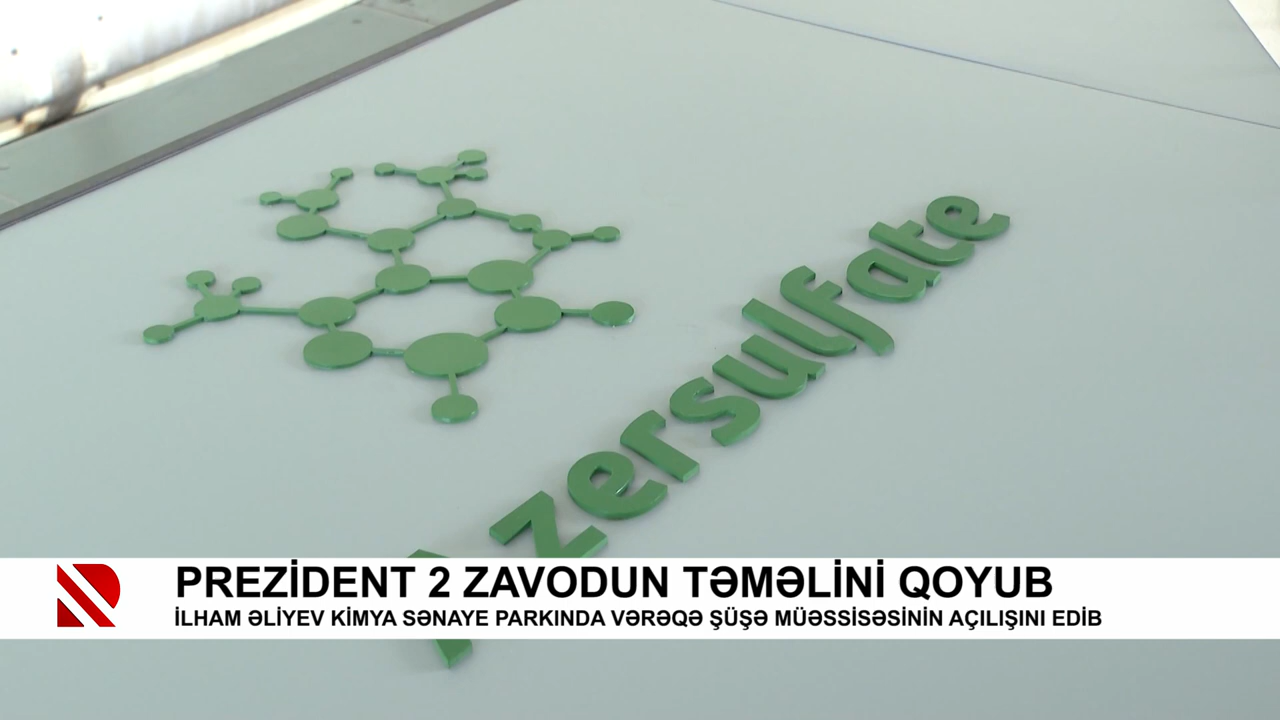 Azersulfate
PREZİDENT 2 ZAVODUN TƏMƏLİNİ QOYUB
İLHAM ƏLİYEV KİMYA SƏNAYE PARKINDA VƏRƏQƏ ŞÜŞƏ MÜƏSSİSƏSİNİN AÇILIŞINI EDİB